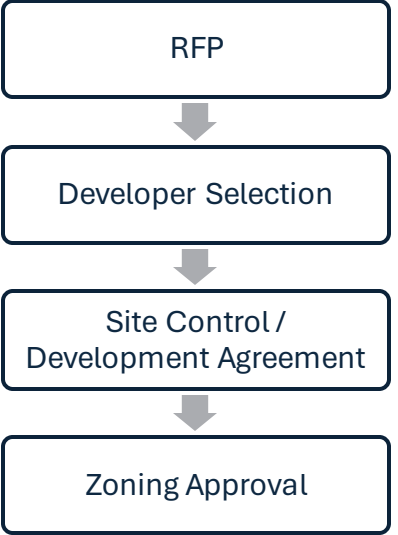 RFP
Developer Selection
Site Control /
Development Agreement
Zoning Approval